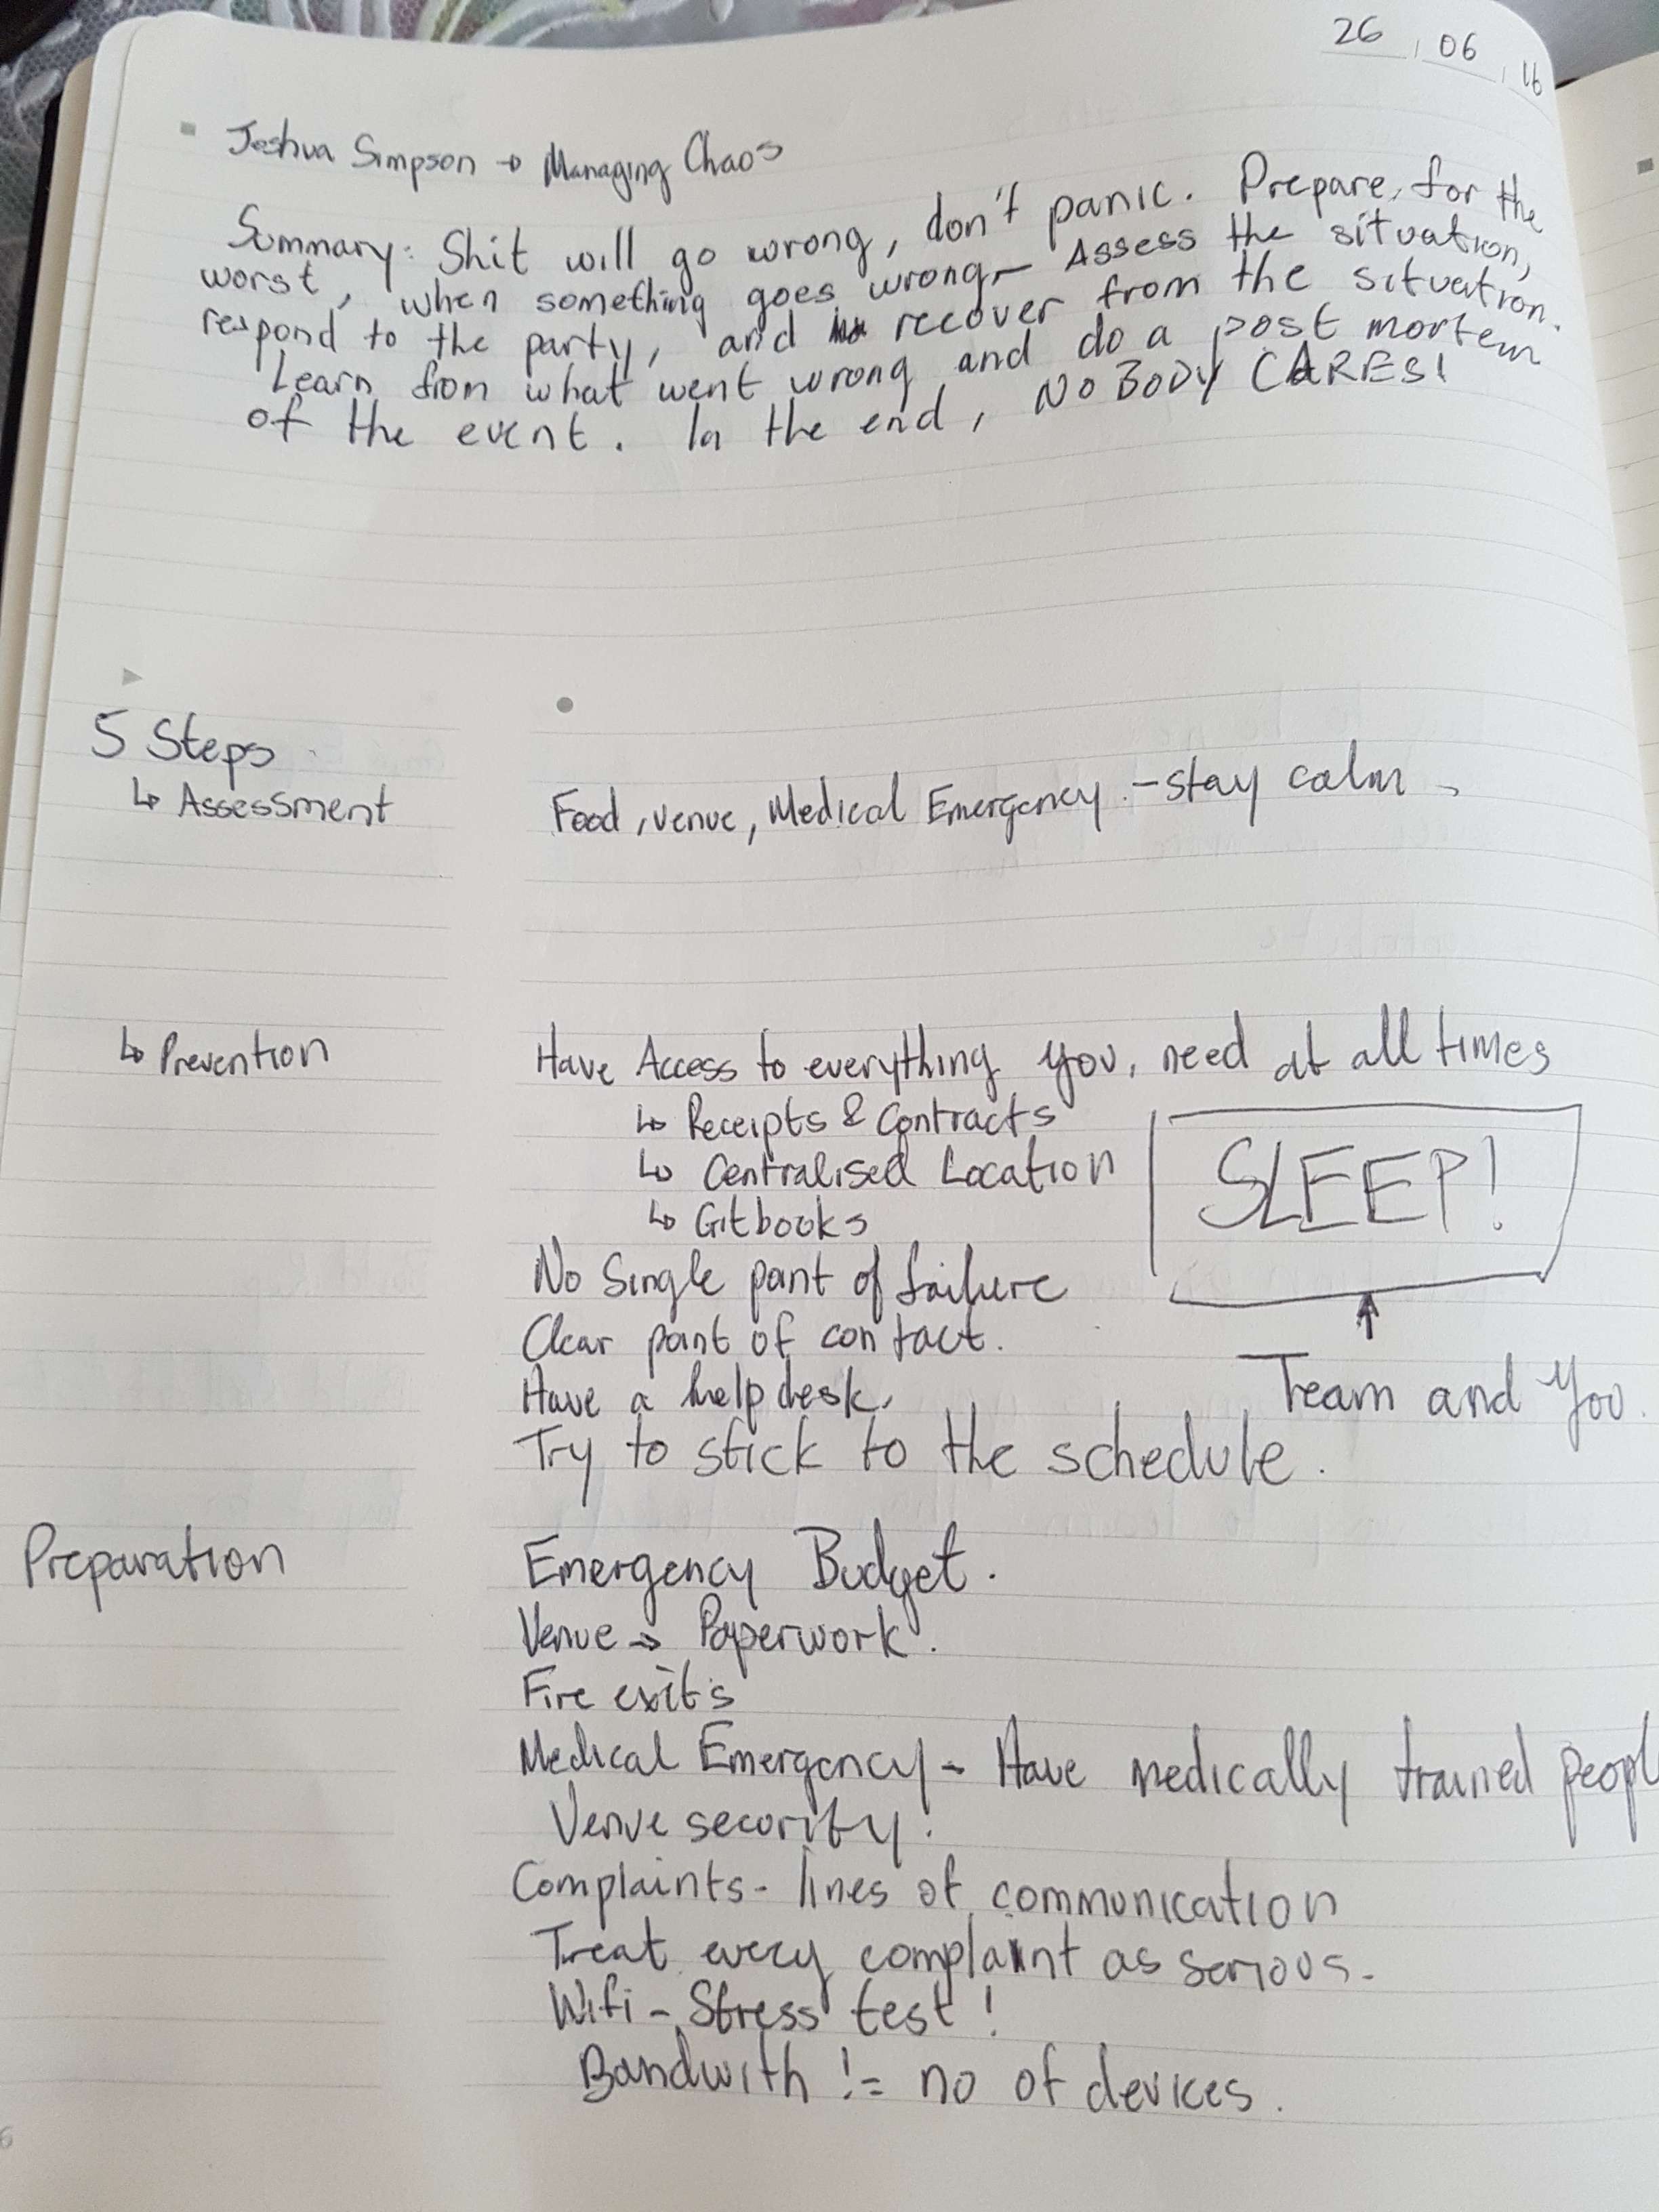 26 06 16
Joshua Simpson → Managing Chaos
Summary: Shit will go wrong, don't panic. Prepare, for the
worst, when something goes wrong - Assess the situation,
respond to the party, and recover from the situation.
Learn from what went wrong and do a post mortem
of the event. In the end, NOBODY CARES!
5 Steps
↳ Assessment Food, venue, Medical Emergency. - stay calm -
↳ Prevention Have Access to everything you, need at all times
↳ Receipts & Contracts
↳ Centralised Location
SLEEP!
↳ Gitbooks
No Single point of failure
Clear point of contact.
Have a help desk.
Team and You.
Try to stick to the schedule.
Preparation Emergency Budget.
Venue → Paperwork.
Fire exit's
Medical Emergency - Have medically trained peopl
Venue security!
Complaints - lines of communication
Treat every complaint as serious.
Wifi - Stress test!
Bandwith != no of devices.
6